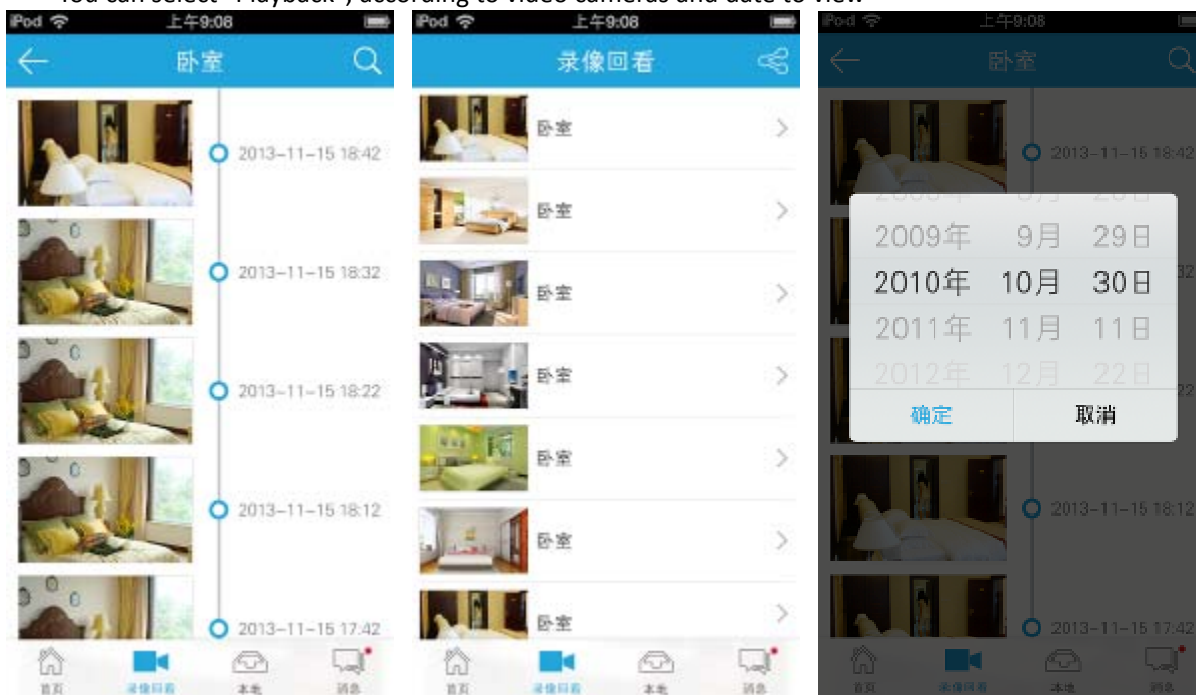 You can select "Playback", according to video cameras and date to view
iPod 上午9:08
卧室
2013-11-15 18:42
2013-11-15 18:32
2013-11-15 18:22
2013-11-15 18:12
2013-11-15 17:42
首页 录像回看 本地 消息
iPod 上午9:08
录像回看
卧室
卧室
卧室
卧室
卧室
卧室
卧室
首页 录像回看 本地 消息
iPod 上午9:08
卧室
2013-11-15 18:42
2009年 9月 29日
2010年 10月 30日
2011年 11月 11日
2012年 12月 22日
确定 取消
2013-11-15 18:12
2013-11-15 17:42
首页 录像回看 本地 消息